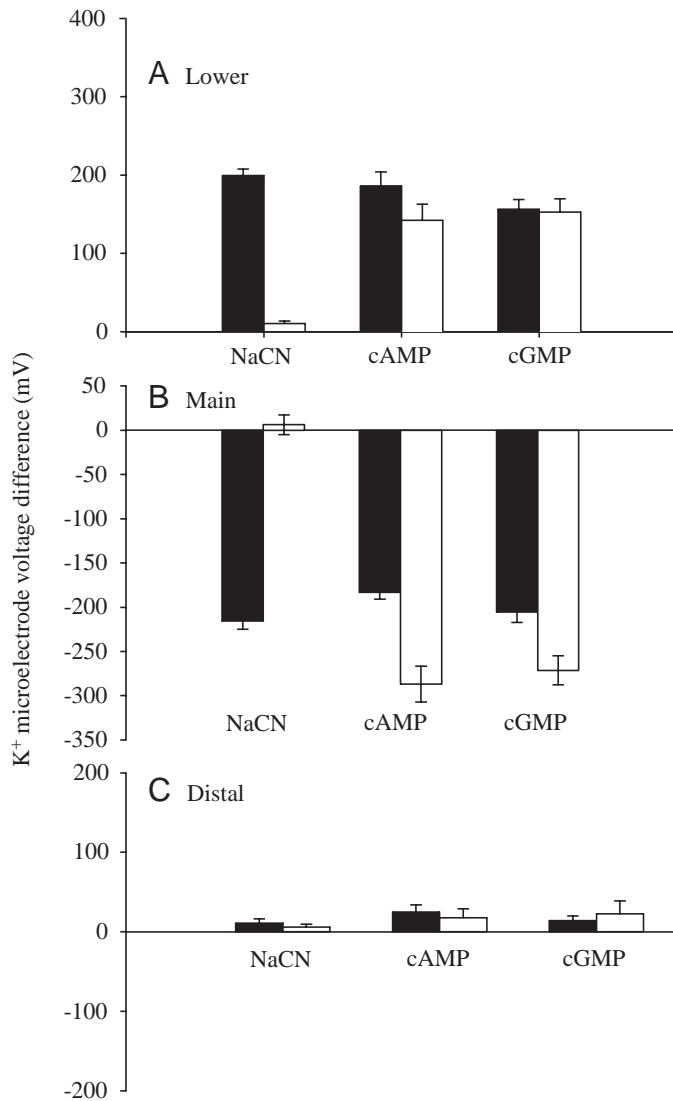 K+ microelectrode voltage difference (mV)
400
A Lower
300
200
100
0
NaCN cAMP cGMP
50
B Main
0
-50
-100
-150
-200
-250
-300
NaCN cAMP cGMP
-350
200
C Distal
100
0
NaCN cAMP cGMP
-100
-200